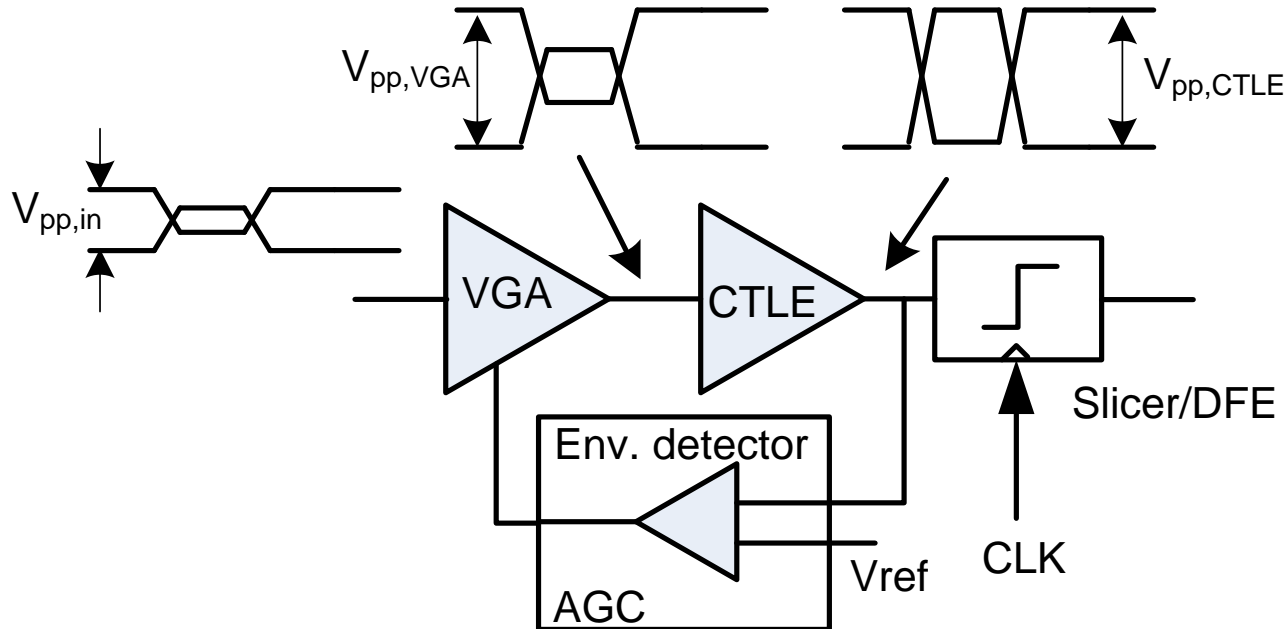 Vpp,VGA
Vpp,CTLE
Vpp,in
VGA
CTLE
Slicer/DFE
Env. detector
CLK
Vref
AGC